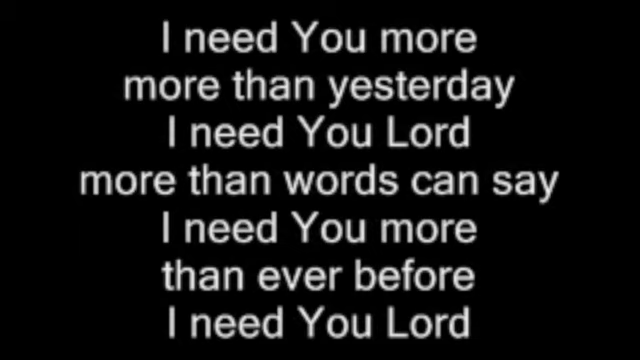 I need You more
more than yesterday
I need You Lord
more than words can say
I need You more
than ever before
I need You Lord